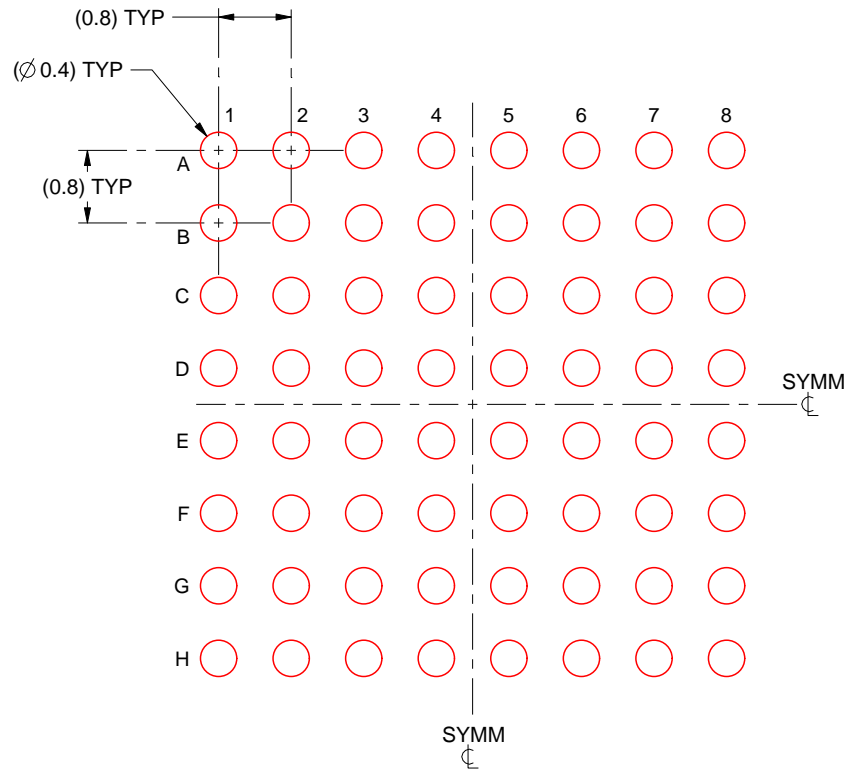 (0.8) TYP
(∅ 0.4) TYP
1 2 3 4 5 6 7 8
A
(0.8) TYP
B
C
D
SYMM
℄
E
F
G
H
SYMM
℄